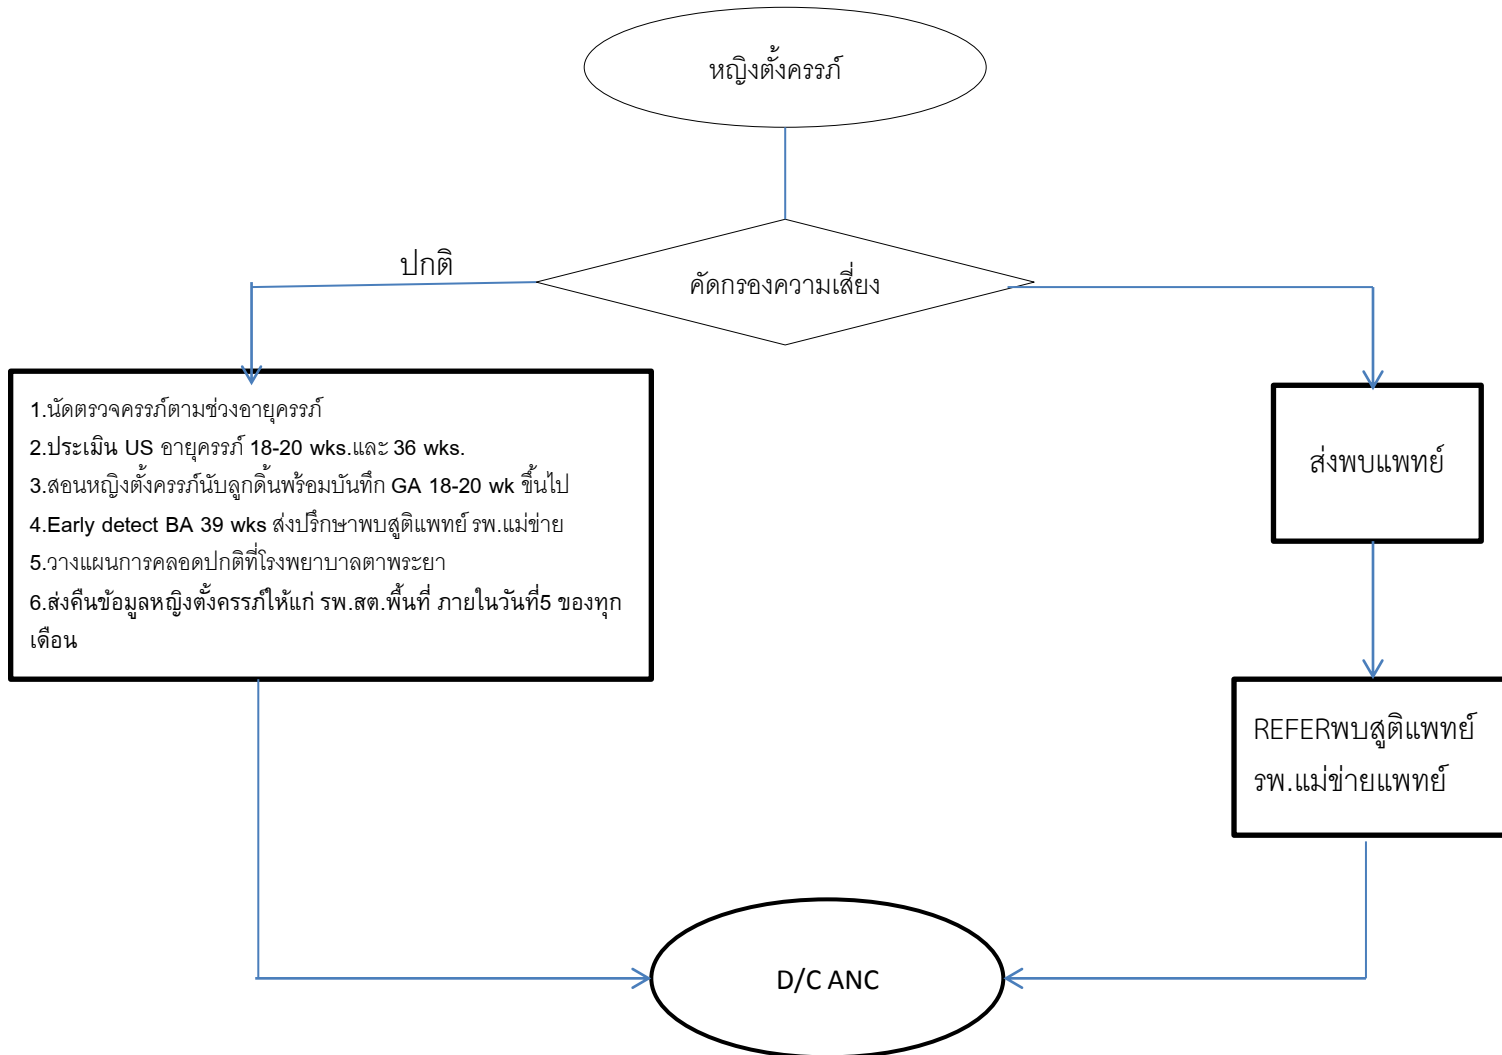 หญิงตั้งครรภ์
ปกติ
คัดกรองความเสี่ยง
1.นัดตรวจครรภ์ตามช่วงอายุครรภ์
2.ประเมิน US อายุครรภ์ 18-20 wks.และ 36 wks.
3.สอนหญิงตั้งครรภ์นับลูกดิ้นพร้อมบันทึก GA 18-20 wk ขึ้นไป
4.Early detect BA 39 wks ส่งปรึกษาพบสูติแพทย์ รพ.แม่ข่าย
5.วางแผนการคลอดปกติที่โรงพยาบาลตาพระยา
6.ส่งคืนข้อมูลหญิงตั้งครรภ์ให้แก่ รพ.สต.พื้นที่ ภายในวันที่5 ของทุก
เดือน
ส่งพบแพทย์
REFERพบสูติแพทย์
รพ.แม่ข่ายแพทย์
D/C ANC